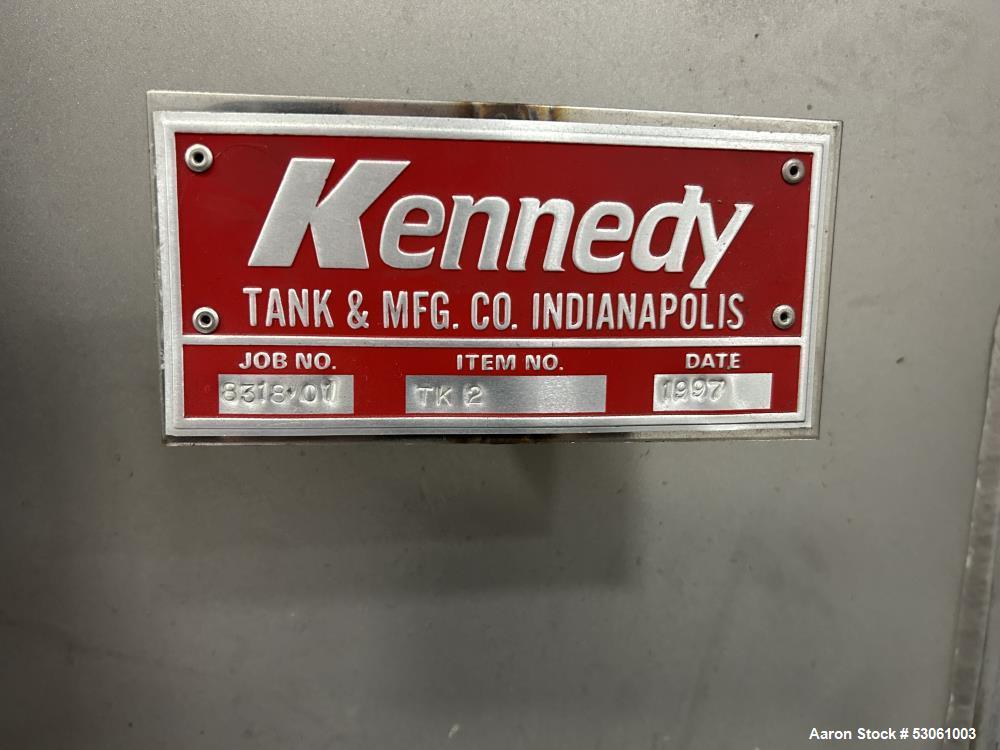 Kennedy
TANK & MFG. CO. INDIANAPOLIS
JOB NO. ITEM NO. DATE
8318.01 TK 2 1997
Aaron Stock # 53061003